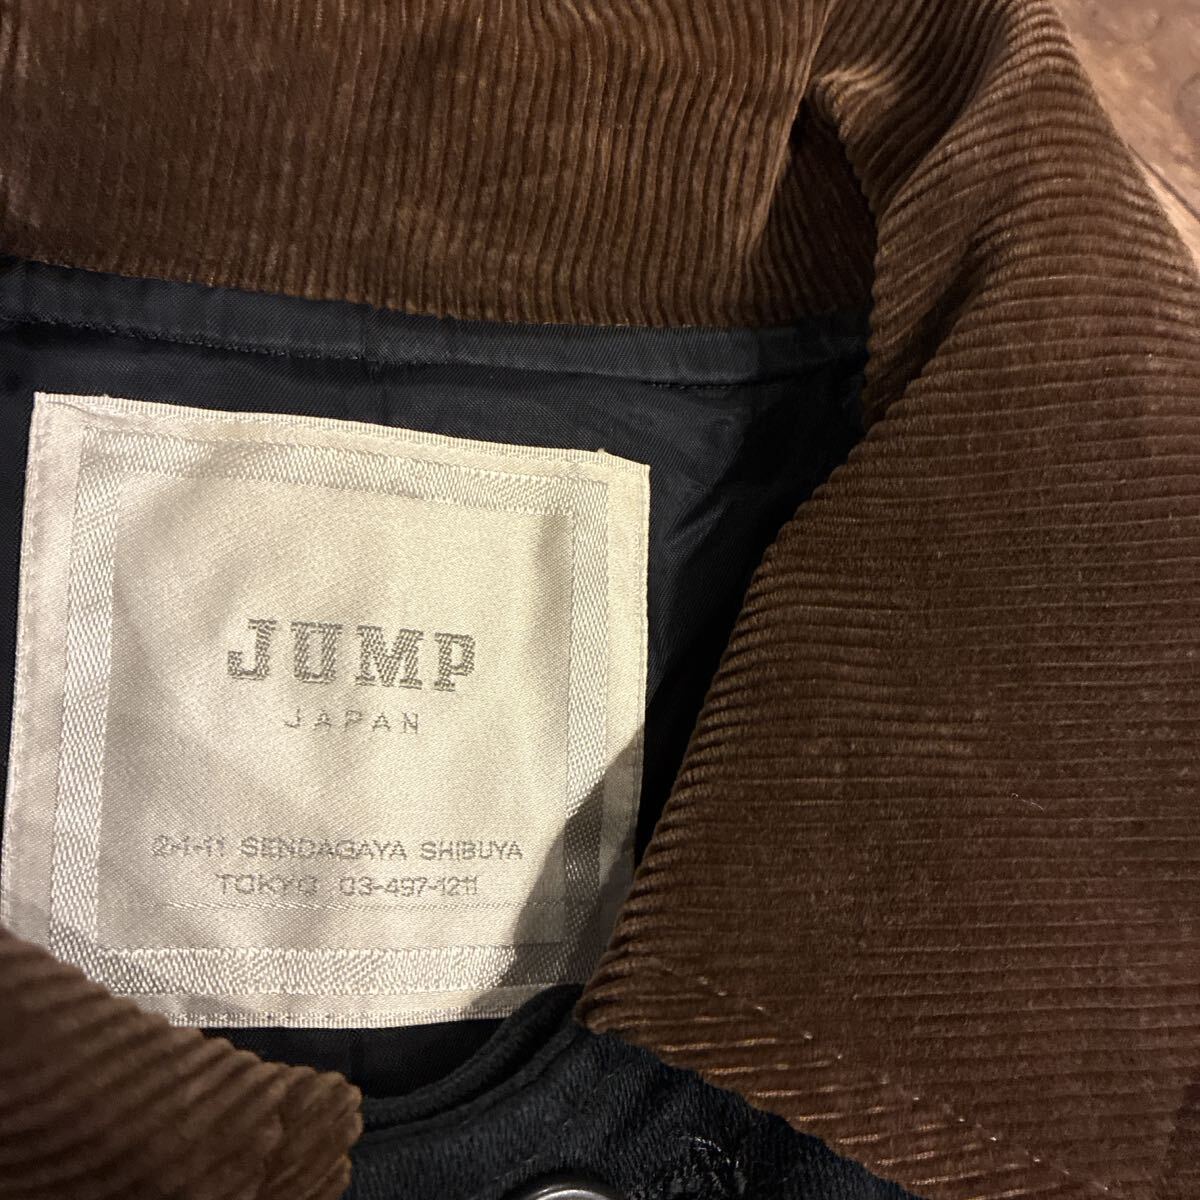 JUMP
JAPAN
2-1-11 SENDAGAYA SHIBUYA
TOKYO 03-497-1211